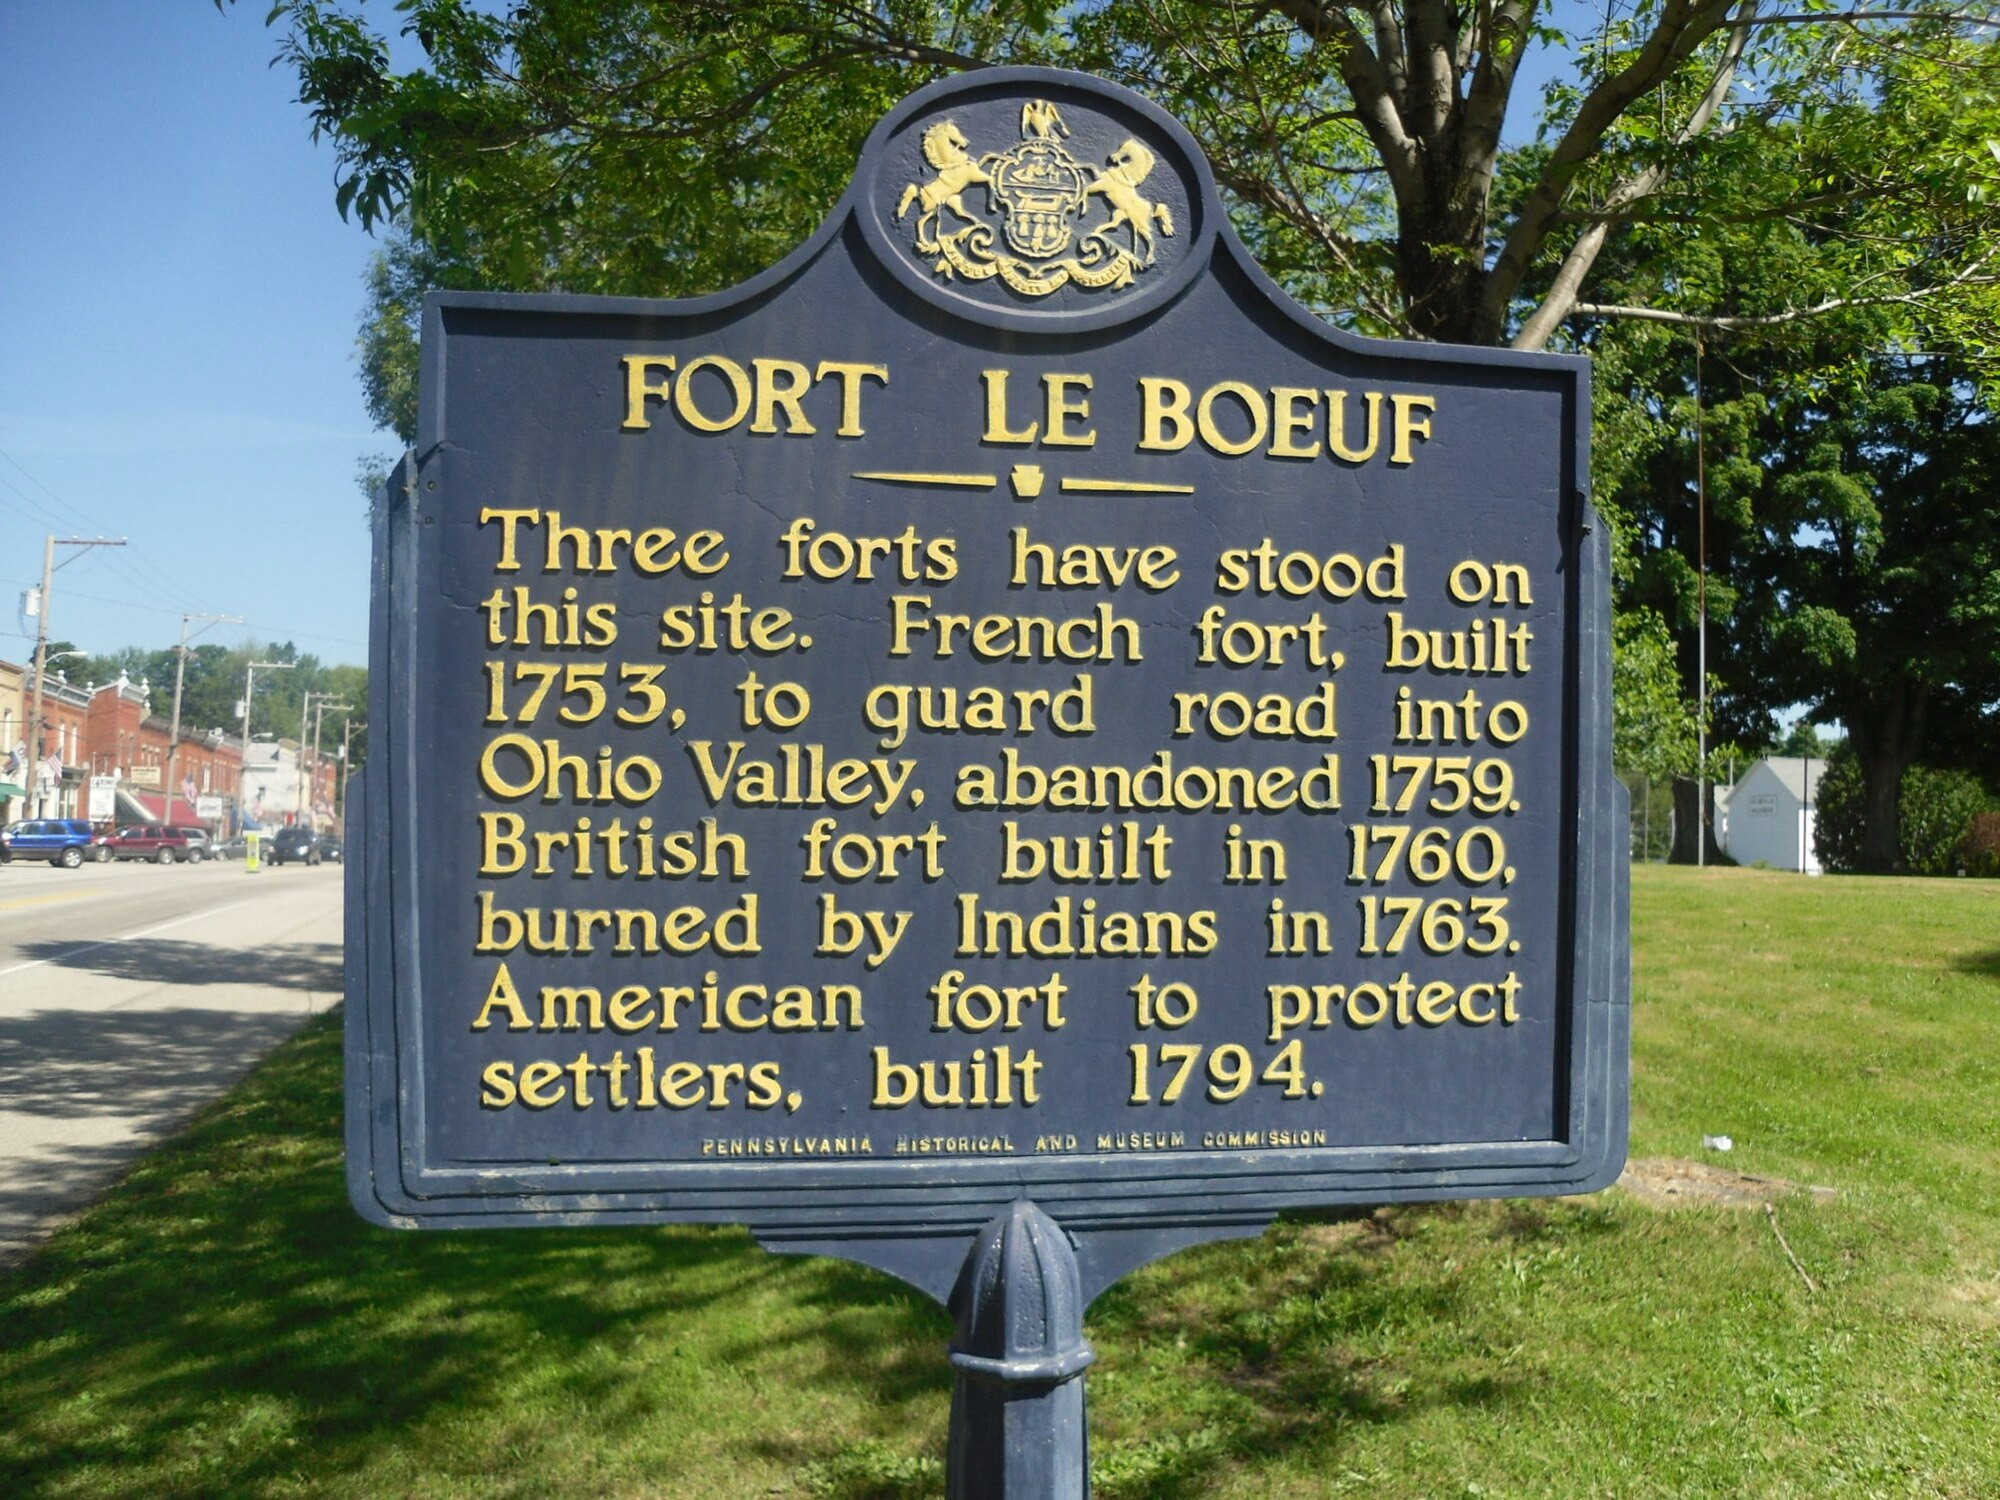 FORT LE BOEUF
Three forts have stood on
this site. French fort, built
1753, to guard road into
Ohio Valley, abandoned 1759.
British fort built in 1760,
burned by Indians in 1763.
American fort to protect
settlers, built 1794.
PENNSYLVANIA HISTORICAL AND MUSEUM COMMISSION